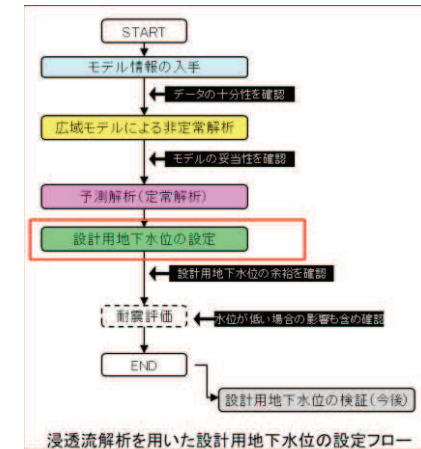 START
モデル情報の入手
データの十分性を確認
広域モデルによる非定常解析
モデルの妥当性を確認
予測解析(定常解析)
設計用地下水位の設定
設計用地下水位の余裕を確認
耐震評価
水位が低い場合の影響も含め確認
END
設計用地下水位の検証(今後)
浸透流解析を用いた設計用地下水位の設定フロー